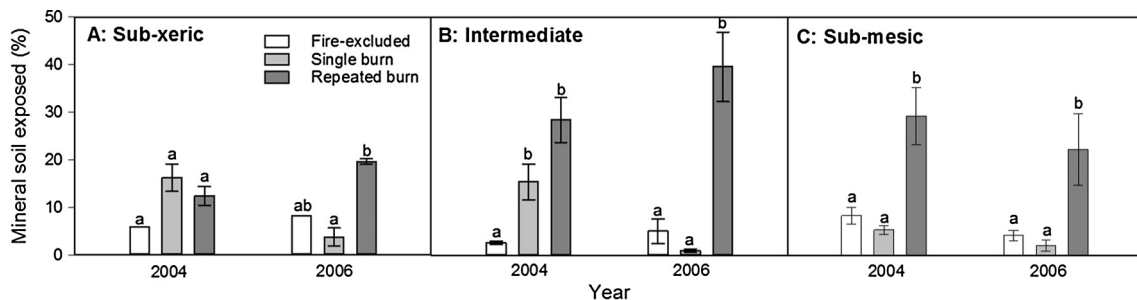 Mineral soil exposed (%)
50
40
30
20
10
0
A: Sub-xeric
Fire-excluded
Single burn
Repeated burn
a
a
a
ab
a
b
2004
2006
B: Intermediate
a
b
b
a
a
b
2004
2006
C: Sub-mesic
a
a
b
a
a
b
2004
2006
Year